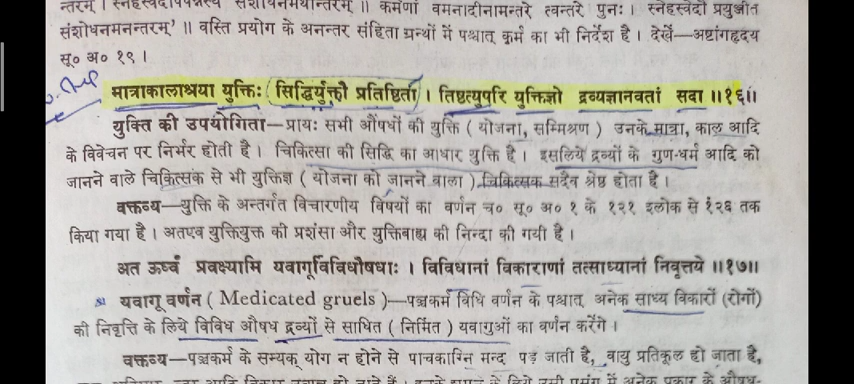 न्तरम् । स्नेहस्वेदोपपन्नस्य संशोधनमथान्तरम् ॥ कर्मणां वमनादीनामन्तरे त्वन्तरे पुनः । स्नेहस्वेदौ प्रयुञ्जीत
संशोधनमनन्तरम्' ॥ वस्ति प्रयोग के अनन्तर संहिता ग्रन्थों में पश्चात् कर्म का भी निर्देश है । देखें—अष्टांगहृदय
सू० अ० १९ ।
मात्राकालाश्रया युक्तिः सिद्धिर्युक्तौ प्रतिष्ठिता । तिष्ठत्युपरि युक्तिज्ञो द्रव्यज्ञानवतां सदा ॥१६॥
युक्ति की उपयोगिता—प्रायः सभी औषधों की युक्ति ( योजना, सम्मिश्रण ) उनके मात्रा, काल आदि
के विवेचन पर निर्भर होती है । चिकित्सा की सिद्धि का आधार युक्ति है । इसलिये द्रव्यों के गुण-धर्म आदि को
जानने वाले चिकित्सक से भी युक्तिज्ञ ( योजना को जानने वाला ) चिकित्सक सदैव श्रेष्ठ होता है ।
वक्तव्य—युक्ति के अन्तर्गत विचारणीय विषयों का वर्णन च० सू० अ० १ के १२१ श्लोक से १२६ तक
किया गया है । अतएव युक्तियुक्त की प्रशंसा और युक्तिबाह्य की निन्दा की गयी है ।
अत ऊर्ध्वं प्रवक्ष्यामि यवागूर्विविधौषधाः । विविधानां विकाराणां तत्साध्यानां निवृत्तये ॥१७॥
यवागू वर्णन ( Medicated gruels )—पञ्चकर्म विधि वर्णन के पश्चात् अनेक साध्य विकारों (रोगों)
की निवृत्ति के लिये विविध औषध द्रव्यों से साधित ( निर्मित ) यवागुओं का वर्णन करेंगे ।
वक्तव्य—पञ्चकर्म के सम्यक् योग न होने से पाचकाग्नि मन्द पड़ जाती है, वायु प्रतिकूल हो जाता है,